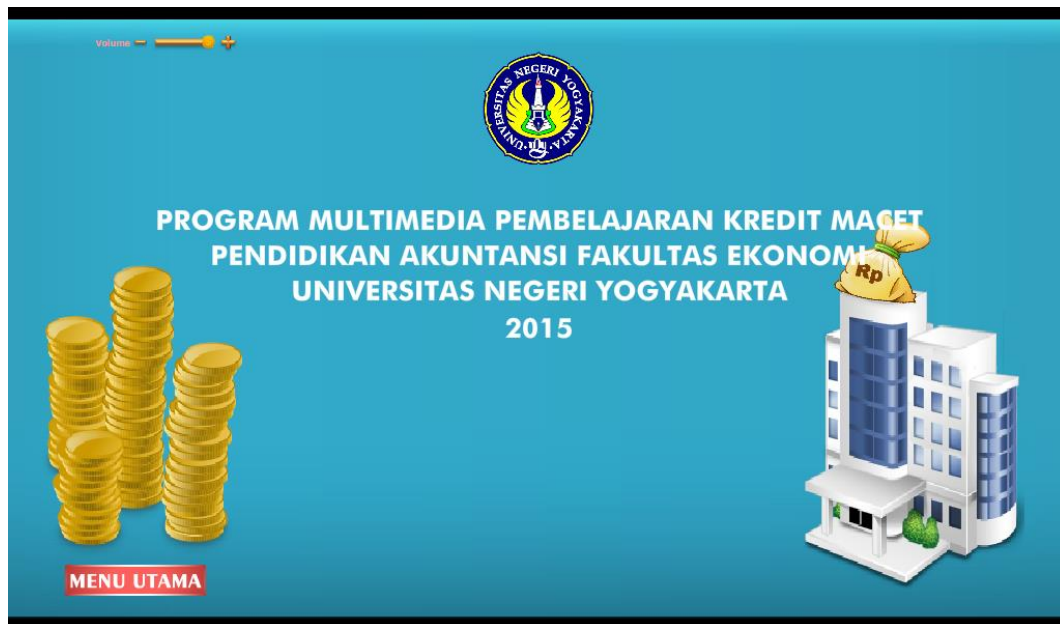 Volume
UNIVERSITAS NEGERI YOGYAKARTA
PROGRAM MULTIMEDIA PEMBELAJARAN KREDIT MACET
PENDIDIKAN AKUNTANSI FAKULTAS EKONOMI
UNIVERSITAS NEGERI YOGYAKARTA
2015
Rp
MENU UTAMA